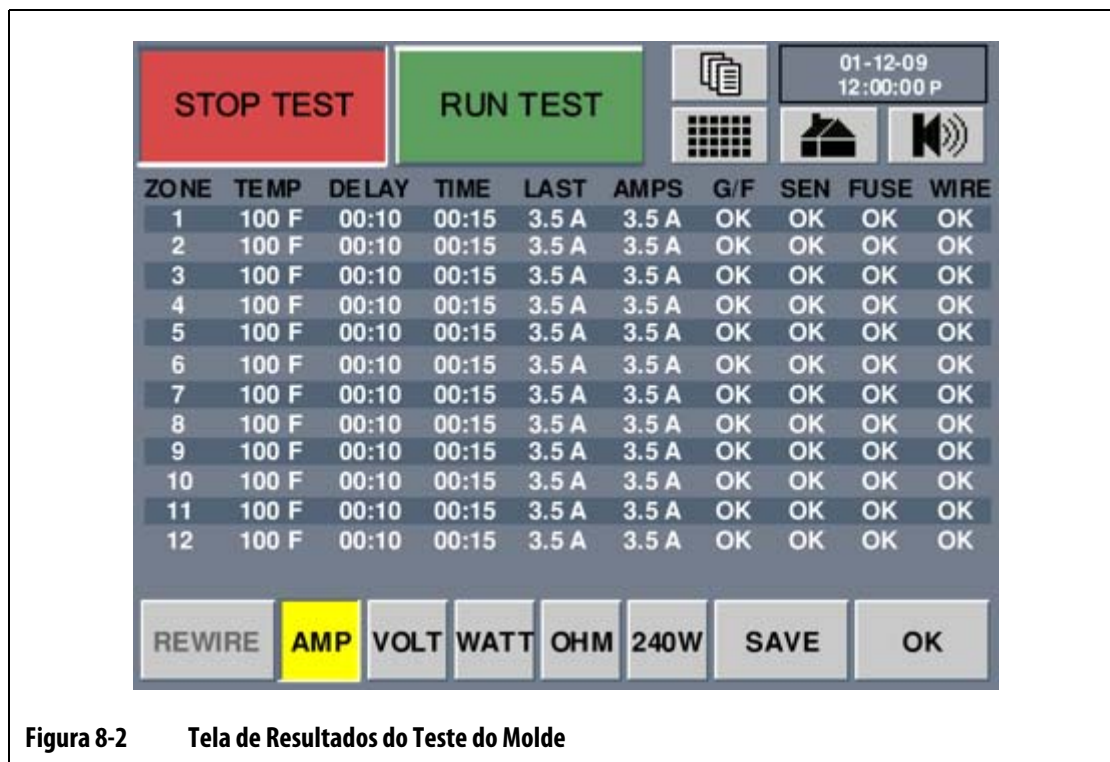 STOP TEST
RUN TEST
01-12-09
12:00:00 P
ZONE TEMP DELAY TIME LAST AMPS G/F SEN FUSE WIRE
1 100 F 00:10 00:15 3.5 A 3.5 A OK OK OK OK
2 100 F 00:10 00:15 3.5 A 3.5 A OK OK OK OK
3 100 F 00:10 00:15 3.5 A 3.5 A OK OK OK OK
4 100 F 00:10 00:15 3.5 A 3.5 A OK OK OK OK
5 100 F 00:10 00:15 3.5 A 3.5 A OK OK OK OK
6 100 F 00:10 00:15 3.5 A 3.5 A OK OK OK OK
7 100 F 00:10 00:15 3.5 A 3.5 A OK OK OK OK
8 100 F 00:10 00:15 3.5 A 3.5 A OK OK OK OK
9 100 F 00:10 00:15 3.5 A 3.5 A OK OK OK OK
10 100 F 00:10 00:15 3.5 A 3.5 A OK OK OK OK
11 100 F 00:10 00:15 3.5 A 3.5 A OK OK OK OK
12 100 F 00:10 00:15 3.5 A 3.5 A OK OK OK OK
REWIRE AMP VOLT WATT OHM 240W SAVE OK
Figura 8-2 Tela de Resultados do Teste do Molde